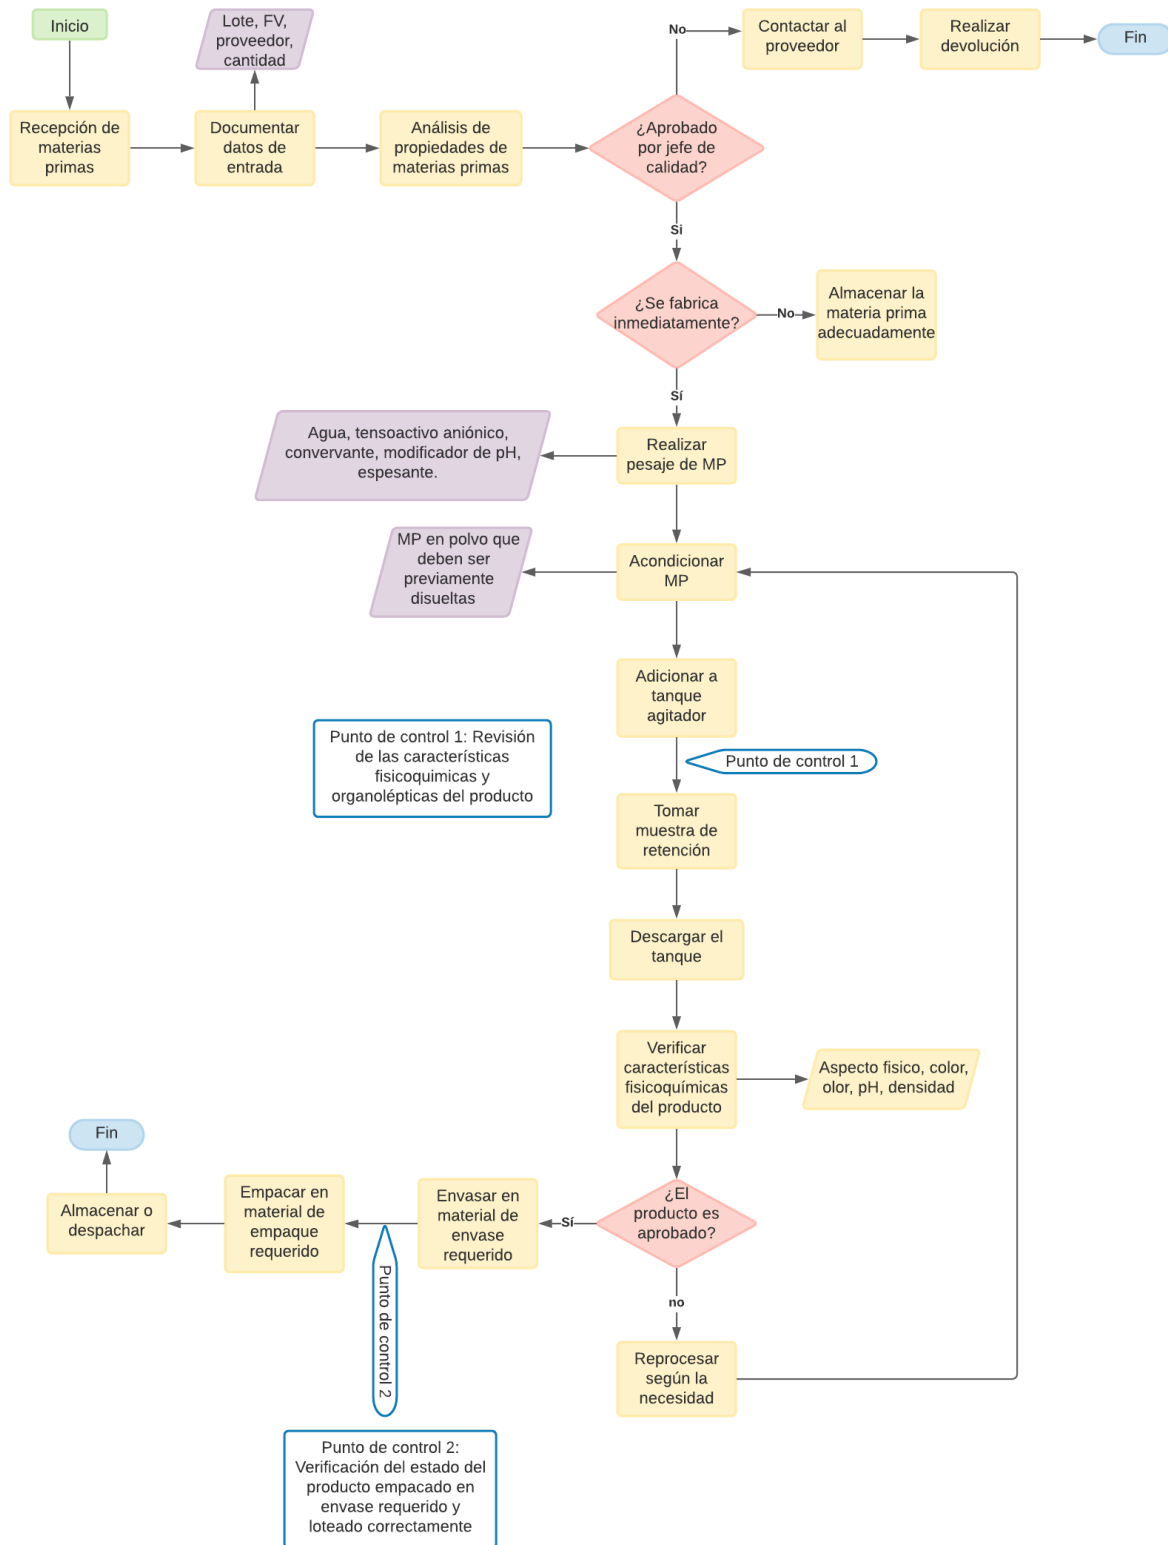 Inicio
Lote, FV,
proveedor,
cantidad
No
Contactar al
proveedor
Realizar
devolución
Fin
Recepción de
materias
primas
Documentar
datos de
entrada
Análisis de
propiedades de
materias primas
¿Aprobado
por jefe de
calidad?
Si
¿Se fabrica
inmediatamente?
No
Almacenar la
materia prima
adecuadamente
Sí
Agua, tensoactivo aniónico,
convervante, modificador de pH,
espesante.
Realizar
pesaje de MP
MP en polvo que
deben ser
previamente
disueltas
Acondicionar
MP
Adicionar a
tanque
agitador
Punto de control 1: Revisión
de las características
fisicoquimicas y
organolépticas del producto
Punto de control 1
Tomar
muestra de
retención
Descargar el
tanque
Verificar
características
fisicoquímicas
del producto
Aspecto fisico, color,
olor, pH, densidad
Fin
Almacenar o
despachar
Empacar en
material de
empaque
requerido
Envasar en
material de
envase
requerido
Sí
¿El
producto es
aprobado?
Punto de control 2
no
Reprocesar
según la
necesidad
Punto de control 2:
Verificación del estado del
producto empacado en
envase requerido y
loteado correctamente